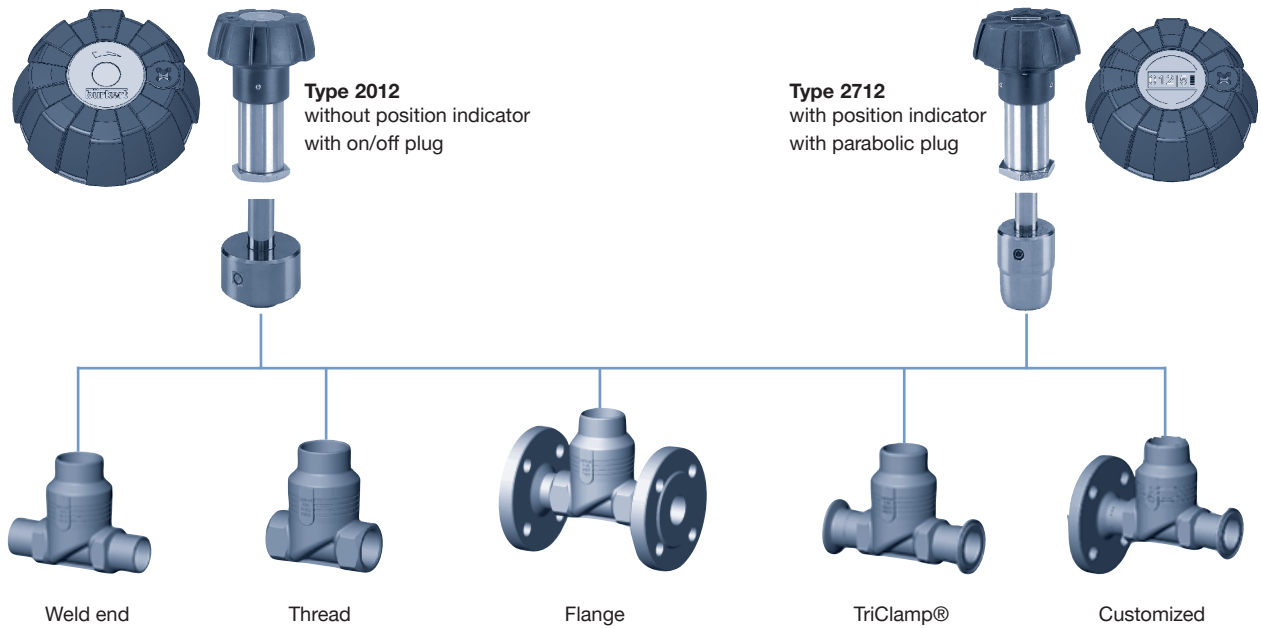 bürkert
Type 2012
without position indicator
with on/off plug
Type 2712
with position indicator
with parabolic plug
Weld end
Thread
Flange
TriClamp®
Customized